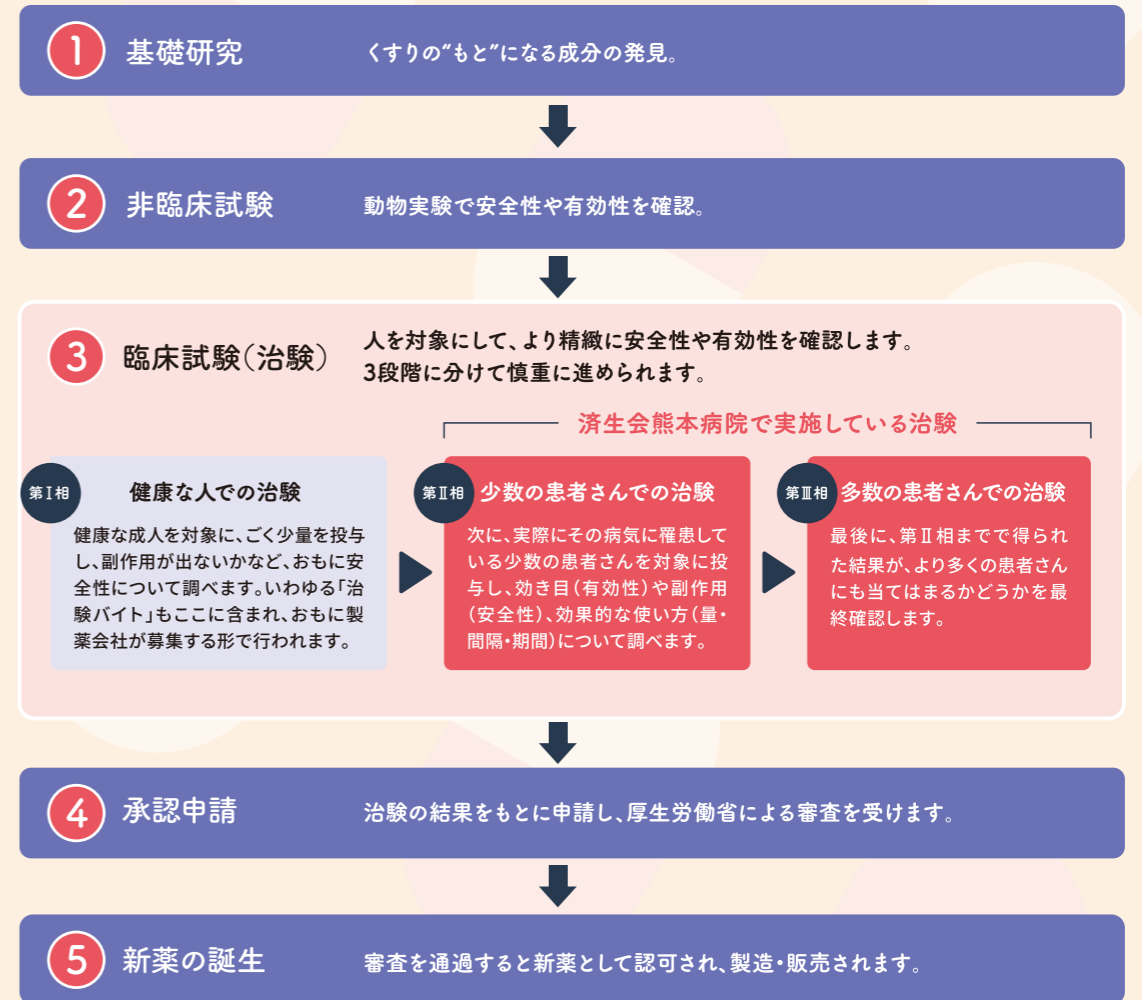 1 基礎研究 くすりの“もと”になる成分の発見。
2 非臨床試験 動物実験で安全性や有効性を確認。
3 臨床試験（治験） 人を対象にして、より精緻に安全性や有効性を確認します。
3段階に分けて慎重に進められます。
済生会熊本病院で実施している治験
第Ⅰ相 健康な人での治験
健康な成人を対象に、ごく少量を投与
し、副作用が出ないかなど、おもに安
全性について調べます。いわゆる「治
験バイト」もここに含まれ、おもに製
薬会社が募集する形で行われます。
第Ⅱ相 少数の患者さんでの治験
次に、実際にその病気に罹患して
いる少数の患者さんを対象に投
与し、効き目（有効性）や副作用
（安全性）、効果的な使い方（量・
間隔・期間）について調べます。
第Ⅲ相 多数の患者さんでの治験
最後に、第Ⅱ相までで得られ
た結果が、より多くの患者さん
にも当てはまるかどうかを最
終確認します。
4 承認申請 治験の結果をもとに申請し、厚生労働省による審査を受けます。
5 新薬の誕生 審査を通過すると新薬として認可され、製造・販売されます。